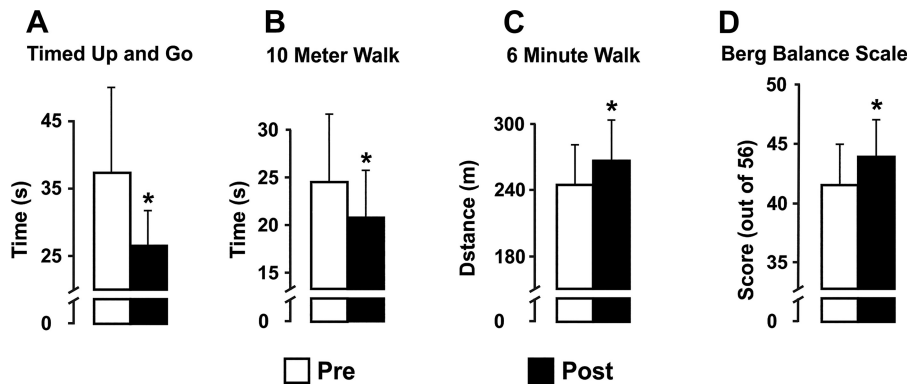 A
Timed Up and Go
Time (s)
45
35
25
0
*
B
10 Meter Walk
Time (s)
30
25
20
15
0
*
C
6 Minute Walk
Dstance (m)
300
240
180
0
*
D
Berg Balance Scale
Score (out of 56)
50
45
40
35
0
*
Pre
Post